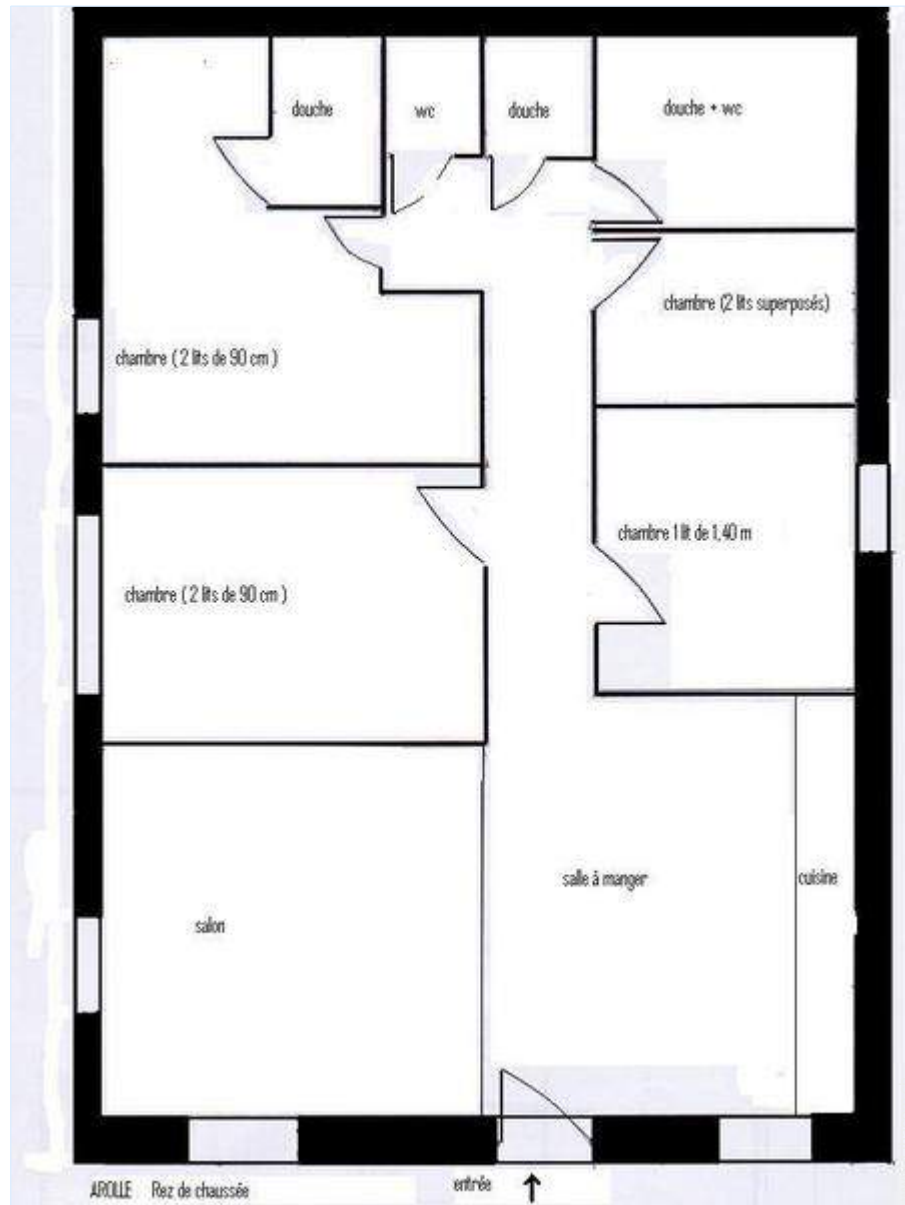 douche
wc
douche
douche + wc
chambre (2 lits superposés)
chambre ( 2 lits de 90 cm )
chambre 1 lit de 1,40 m
chambre ( 2 lits de 90 cm )
salle à manger
cuisine
salon
AROLLE Rez de chaussée
entrée